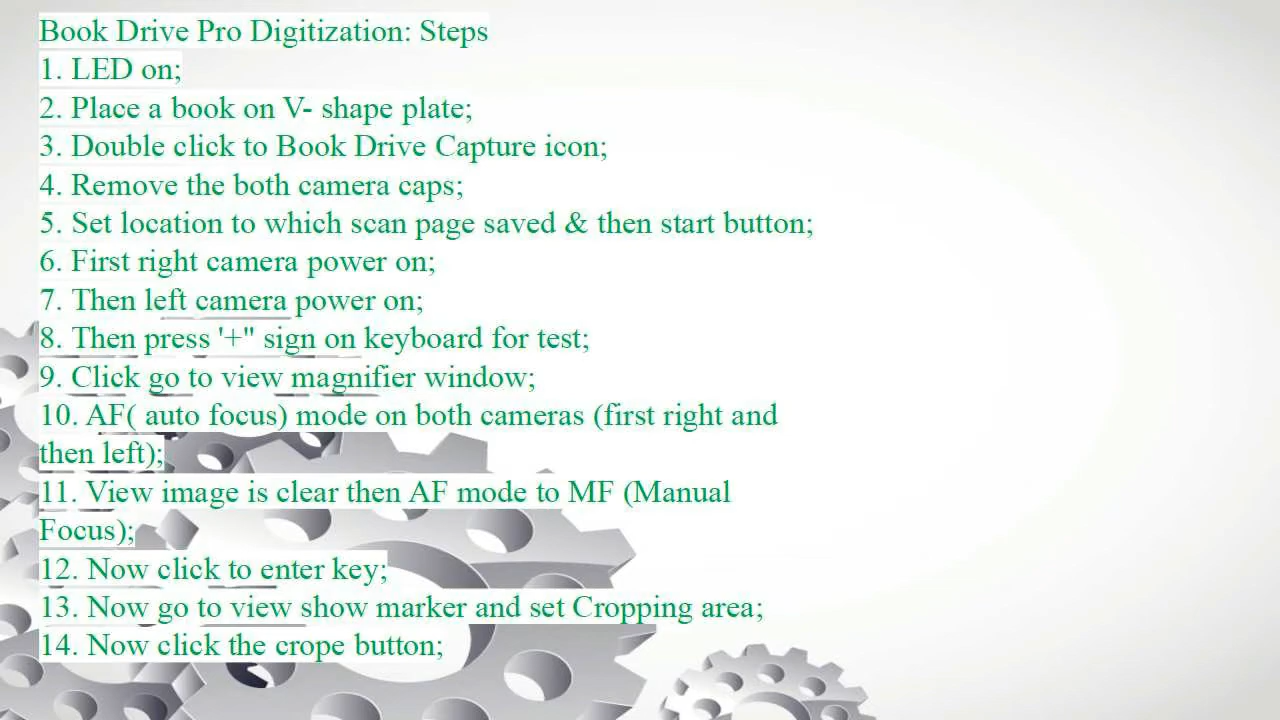 Book Drive Pro Digitization: Steps
1. LED on;
2. Place a book on V- shape plate;
3. Double click to Book Drive Capture icon;
4. Remove the both camera caps;
5. Set location to which scan page saved & then start button;
6. First right camera power on;
7. Then left camera power on;
8. Then press '+" sign on keyboard for test;
9. Click go to view magnifier window;
10. AF( auto focus) mode on both cameras (first right and
then left);
11. View image is clear then AF mode to MF (Manual
Focus);
12. Now click to enter key;
13. Now go to view show marker and set Cropping area;
14. Now click the crope button;